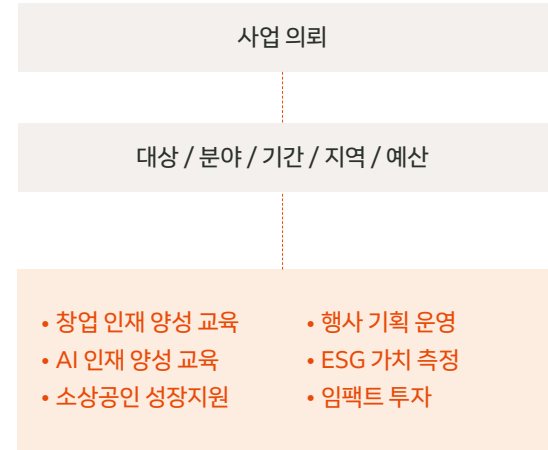 사업 의뢰
대상 / 분야 / 기간 / 지역 / 예산
• 창업 인재 양성 교육
• AI 인재 양성 교육
• 소상공인 성장지원
• 행사 기획 운영
• ESG 가치 측정
• 임팩트 투자